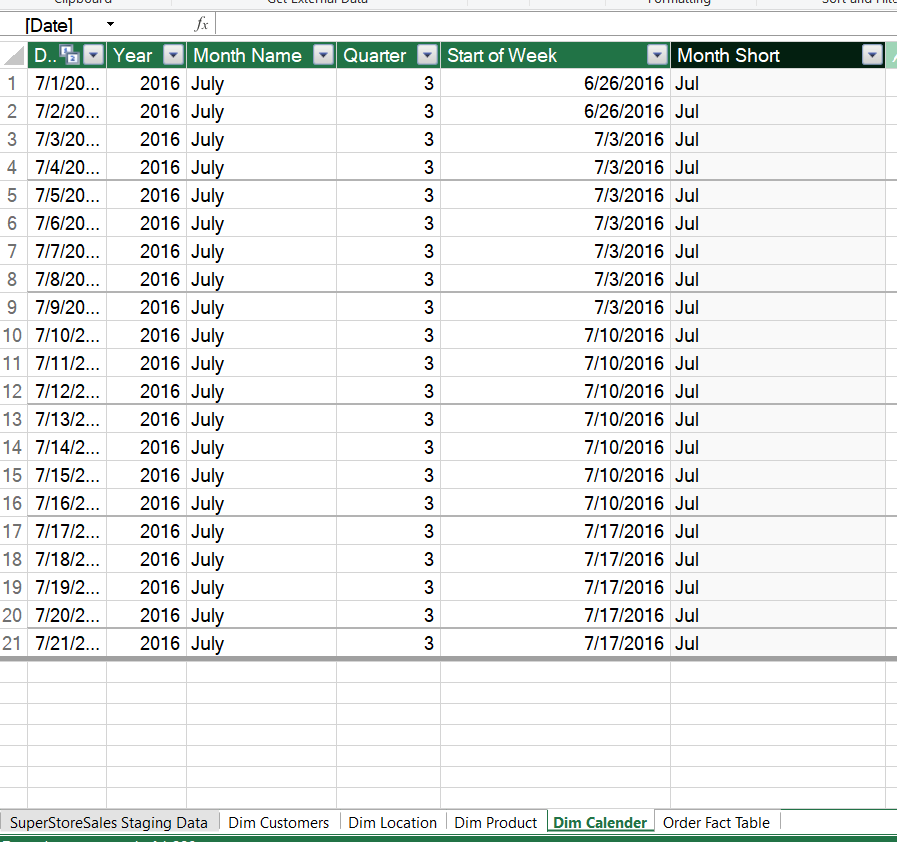 [Date] fx
D.. Year Month Name Quarter Start of Week Month Short
1 7/1/20... 2016 July 3 6/26/2016 Jul
2 7/2/20... 2016 July 3 6/26/2016 Jul
3 7/3/20... 2016 July 3 7/3/2016 Jul
4 7/4/20... 2016 July 3 7/3/2016 Jul
5 7/5/20... 2016 July 3 7/3/2016 Jul
6 7/6/20... 2016 July 3 7/3/2016 Jul
7 7/7/20... 2016 July 3 7/3/2016 Jul
8 7/8/20... 2016 July 3 7/3/2016 Jul
9 7/9/20... 2016 July 3 7/3/2016 Jul
10 7/10/2... 2016 July 3 7/10/2016 Jul
11 7/11/2... 2016 July 3 7/10/2016 Jul
12 7/12/2... 2016 July 3 7/10/2016 Jul
13 7/13/2... 2016 July 3 7/10/2016 Jul
14 7/14/2... 2016 July 3 7/10/2016 Jul
15 7/15/2... 2016 July 3 7/10/2016 Jul
16 7/16/2... 2016 July 3 7/10/2016 Jul
17 7/17/2... 2016 July 3 7/17/2016 Jul
18 7/18/2... 2016 July 3 7/17/2016 Jul
19 7/19/2... 2016 July 3 7/17/2016 Jul
20 7/20/2... 2016 July 3 7/17/2016 Jul
21 7/21/2... 2016 July 3 7/17/2016 Jul
SuperStoreSales Staging Data Dim Customers Dim Location Dim Product Dim Calender Order Fact Table